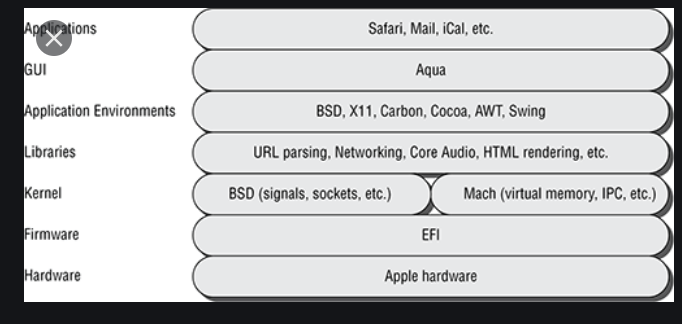 Applications Safari, Mail, iCal, etc.
GUI Aqua
Application Environments BSD, X11, Carbon, Cocoa, AWT, Swing
Libraries URL parsing, Networking, Core Audio, HTML rendering, etc.
Kernel BSD (signals, sockets, etc.) Mach (virtual memory, IPC, etc.)
Firmware EFI
Hardware Apple hardware